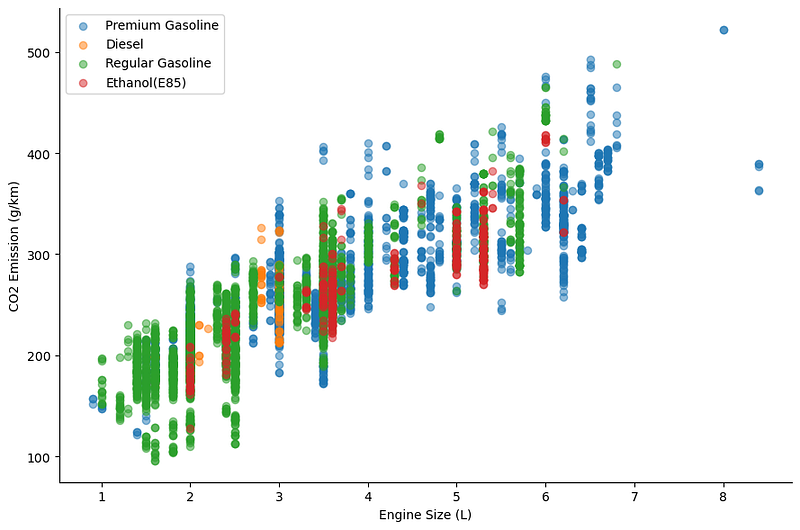 Premium Gasoline
Diesel
Regular Gasoline
Ethanol(E85)
500
400
300
200
100
CO2 Emission (g/km)
1 2 3 4 5 6 7 8
Engine Size (L)